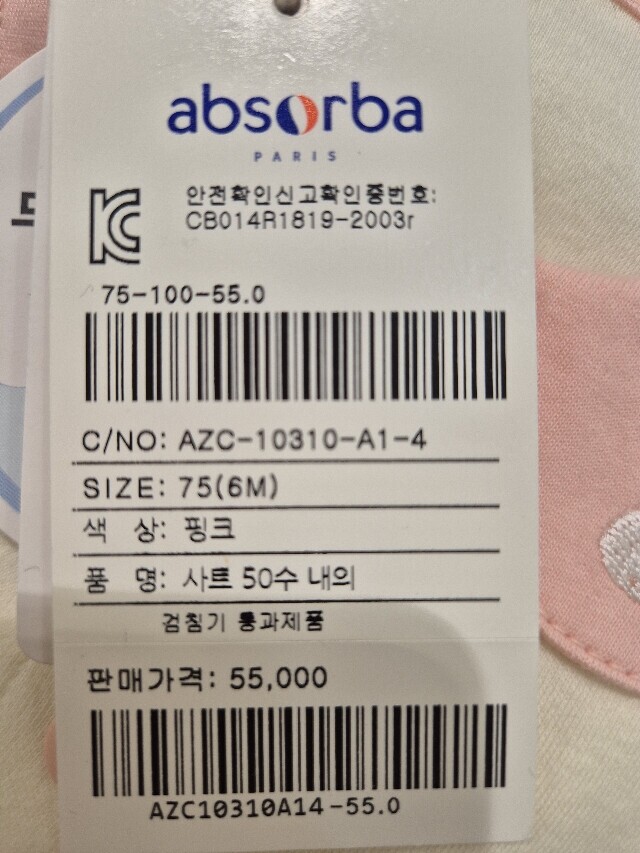 absorba
PARIS
안전확인신고확인증번호:
CB014R1819-2003r
75-100-55.0
C/NO: AZC-10310-A1-4
SIZE: 75(6M)
색 상: 핑크
품 명: 사트 50수 내의
검침기 통과제품
판매가격: 55,000
AZC10310A14-55.0